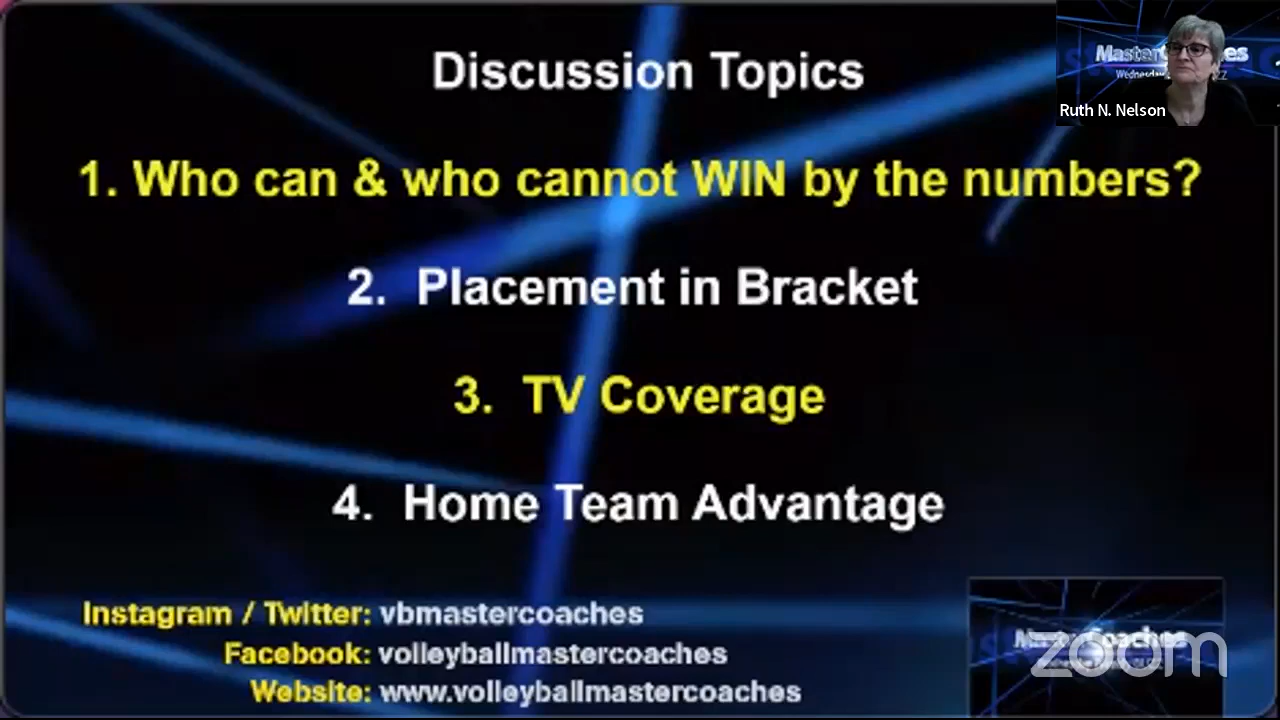 Discussion Topics
1. Who can & who cannot WIN by the numbers?
2. Placement in Bracket
3. TV Coverage
4. Home Team Advantage
Instagram / Twitter: vbmastercoaches
Facebook: volleyballmastercoaches
Website: www.volleyballmastercoaches
Ruth N. Nelson
zoom